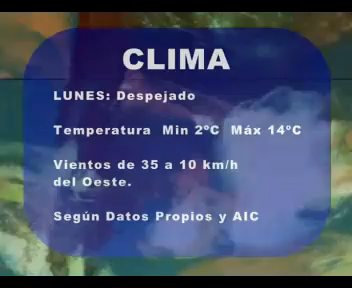 CLIMA
LUNES: Despejado
Temperatura Min 2ºC Máx 14ºC
Vientos de 35 a 10 km/h
del Oeste.
Según Datos Propios y AIC